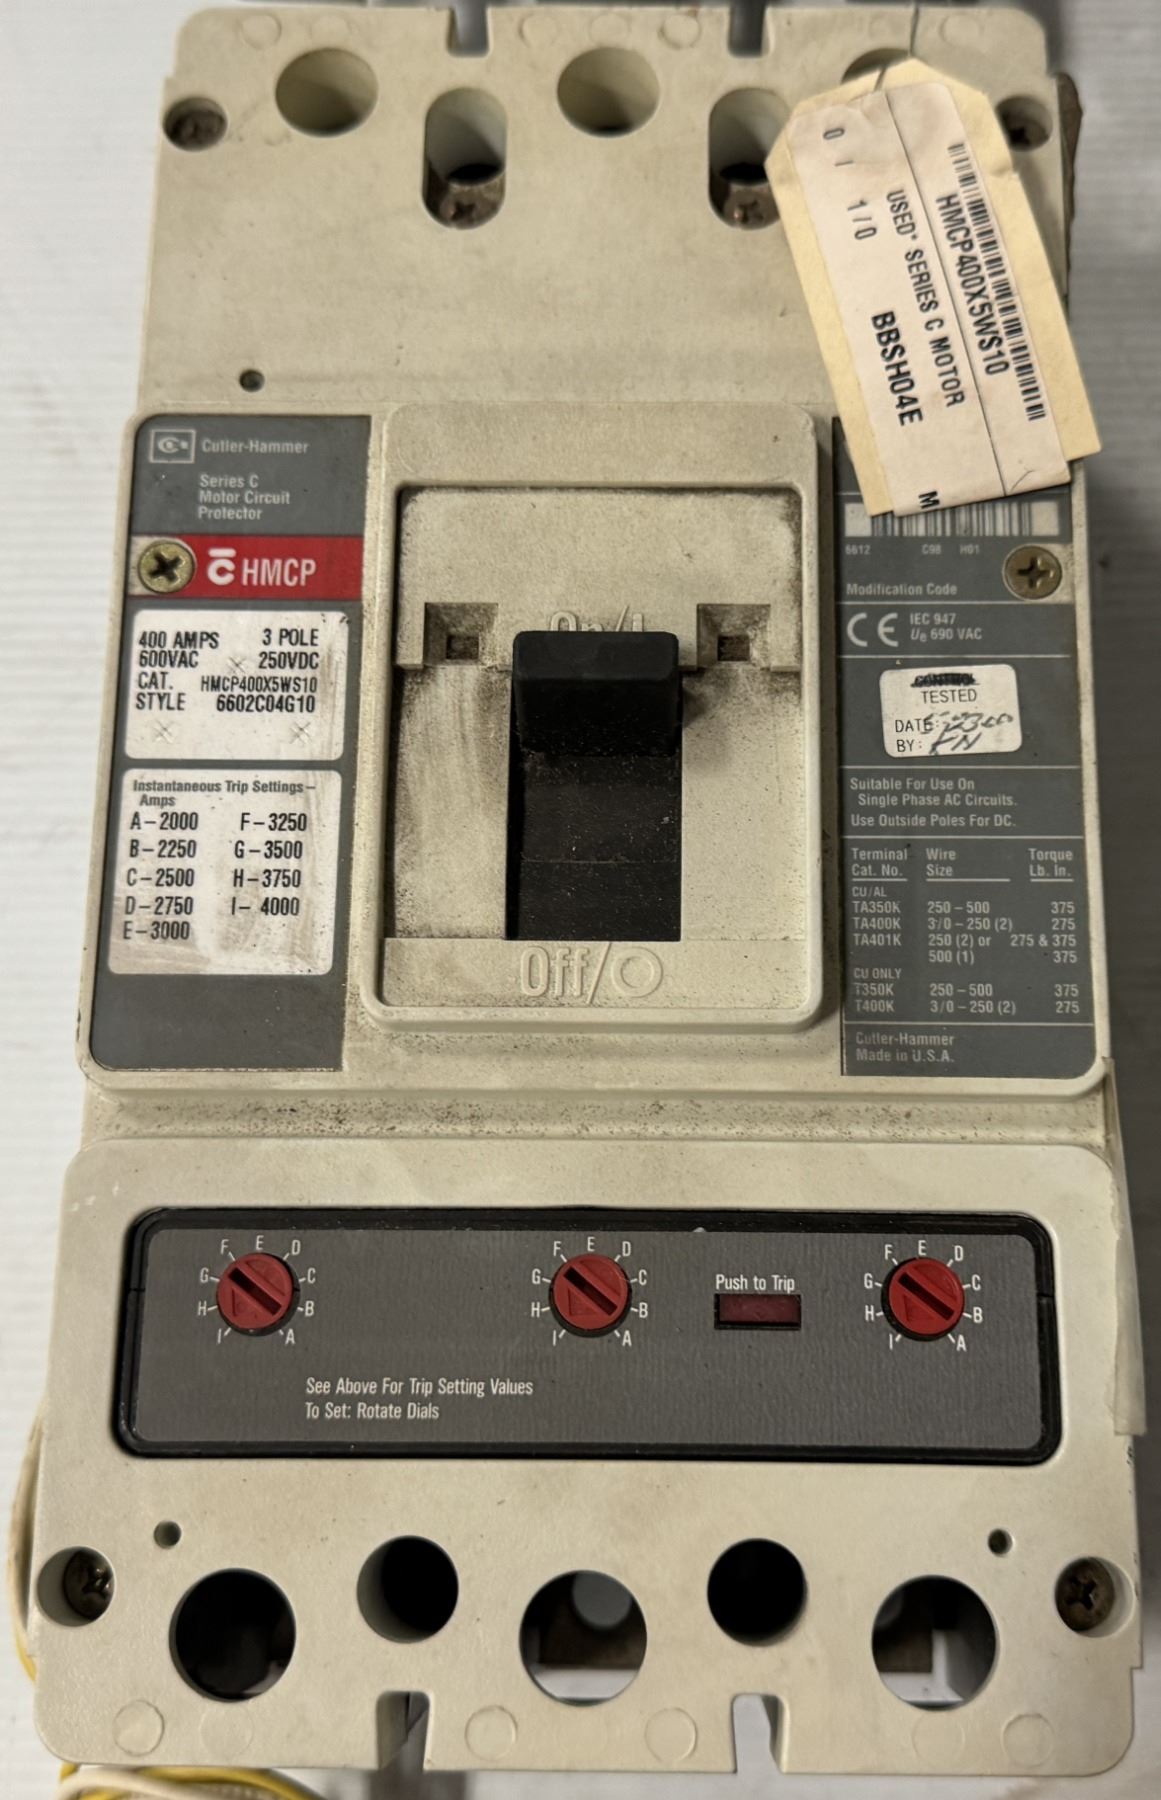 HMCP400X5WS10
USED* SERIES C MOTOR
0 / 1/0
BBSH04E
M
Cutler-Hammer
Series C
Motor Circuit
Protector
C HMCP
400 AMPS 3 POLE
600VAC 250VDC
CAT. HMCP400X5WS10
STYLE 6602C04G10
Instantaneous Trip Settings-
Amps
A-2000 F-3250
B-2250 G-3500
C-2500 H-3750
D-2750 I-4000
E-3000
On/I
Off/O
6612 C98 H01
Modification Code
CE IEC 947
Ue 690 VAC
TESTED
DATE:
BY:
Suitable For Use On
Single Phase AC Circuits.
Use Outside Poles For DC.
Terminal Wire Torque
Cat. No. Size Lb. In.
CU/AL
TA350K 250-500 375
TA400K 3/0-250 (2) 275
TA401K 250 (2) or 275 & 375
500 (1) 375
CU ONLY
T350K 250-500 375
T400K 3/0-250 (2) 275
Cutler-Hammer
Made in U.S.A.
A B C D E F G H I
A B C D E F G H I
Push to Trip
A B C D E F G H I
See Above For Trip Setting Values
To Set: Rotate Dials